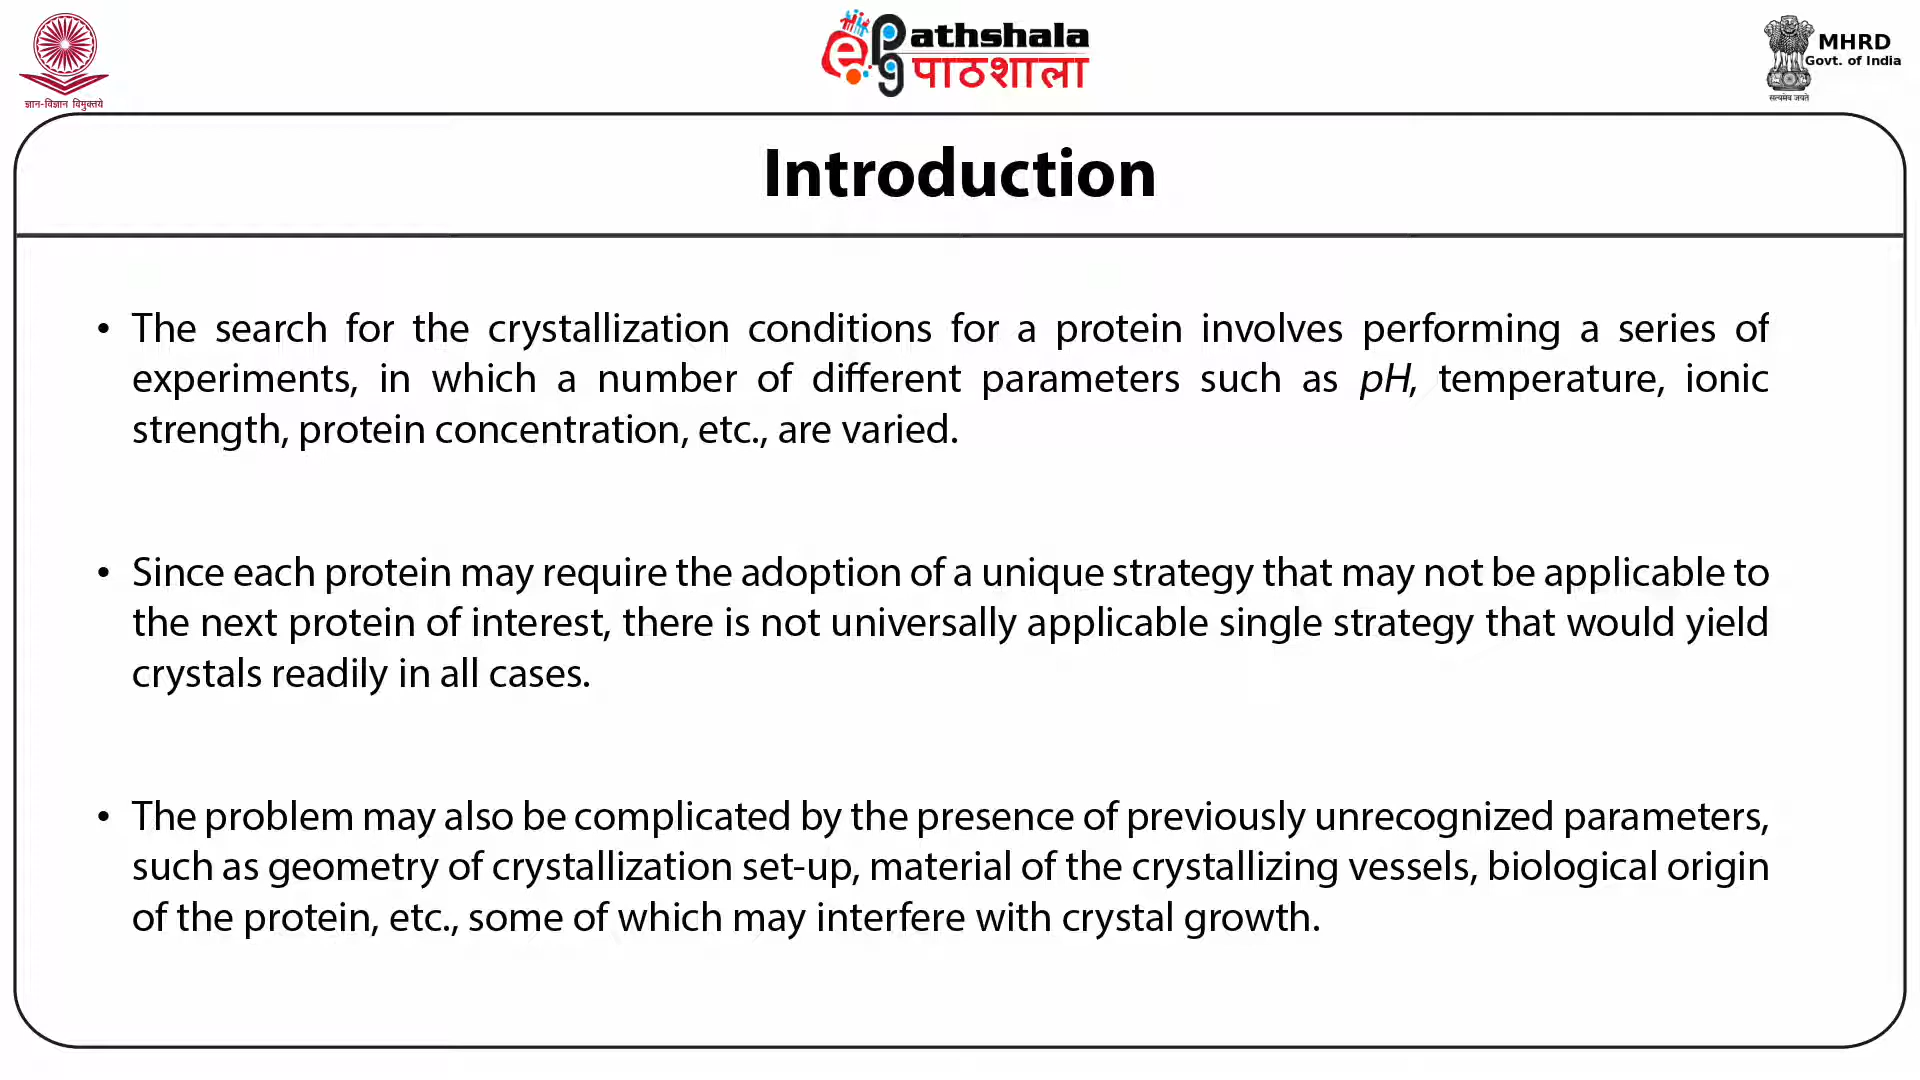 ज्ञान-विज्ञान विमुक्तये
ePGathshala
पाठशाला
MHRD
Govt. of India
सत्यमेव जयते
Introduction
• The search for the crystallization conditions for a protein involves performing a series of
experiments, in which a number of different parameters such as pH, temperature, ionic
strength, protein concentration, etc., are varied.
• Since each protein may require the adoption of a unique strategy that may not be applicable to
the next protein of interest, there is not universally applicable single strategy that would yield
crystals readily in all cases.
• The problem may also be complicated by the presence of previously unrecognized parameters,
such as geometry of crystallization set-up, material of the crystallizing vessels, biological origin
of the protein, etc., some of which may interfere with crystal growth.